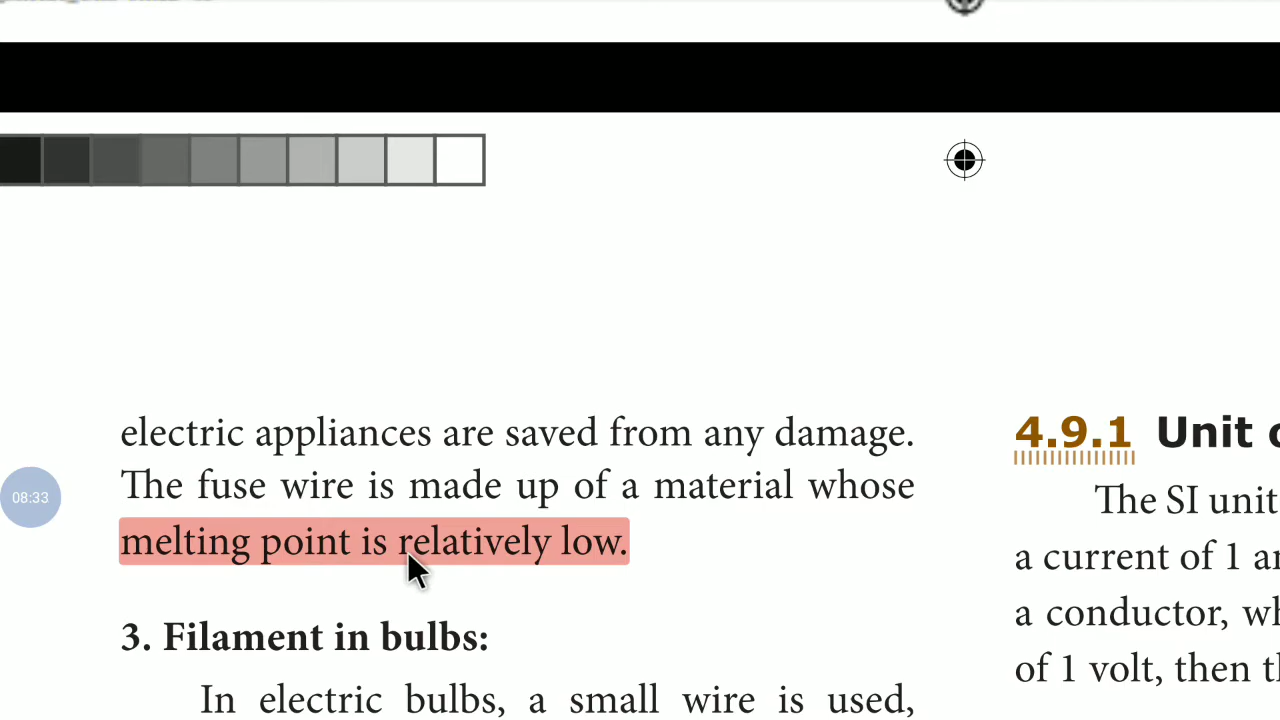 08:33
electric appliances are saved from any damage.
The fuse wire is made up of a material whose
melting point is relatively low.
3. Filament in bulbs:
In electric bulbs, a small wire is used,
4.9.1 Unit
The SI unit
a current of 1
a conductor,
of 1 volt, then